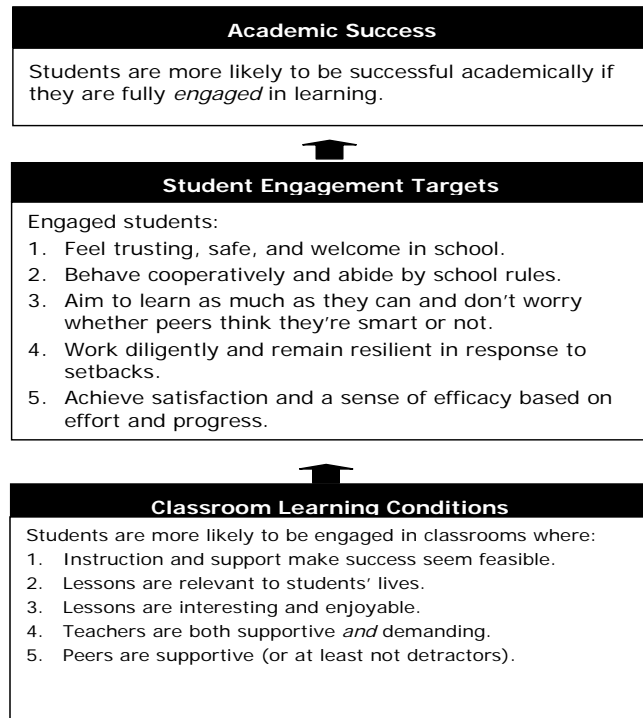 Academic Success
Students are more likely to be successful academically if
they are fully engaged in learning.
Student Engagement Targets
Engaged students:
1. Feel trusting, safe, and welcome in school.
2. Behave cooperatively and abide by school rules.
3. Aim to learn as much as they can and don't worry
whether peers think they're smart or not.
4. Work diligently and remain resilient in response to
setbacks.
5. Achieve satisfaction and a sense of efficacy based on
effort and progress.
Classroom Learning Conditions
Students are more likely to be engaged in classrooms where:
1. Instruction and support make success seem feasible.
2. Lessons are relevant to students' lives.
3. Lessons are interesting and enjoyable.
4. Teachers are both supportive and demanding.
5. Peers are supportive (or at least not detractors).